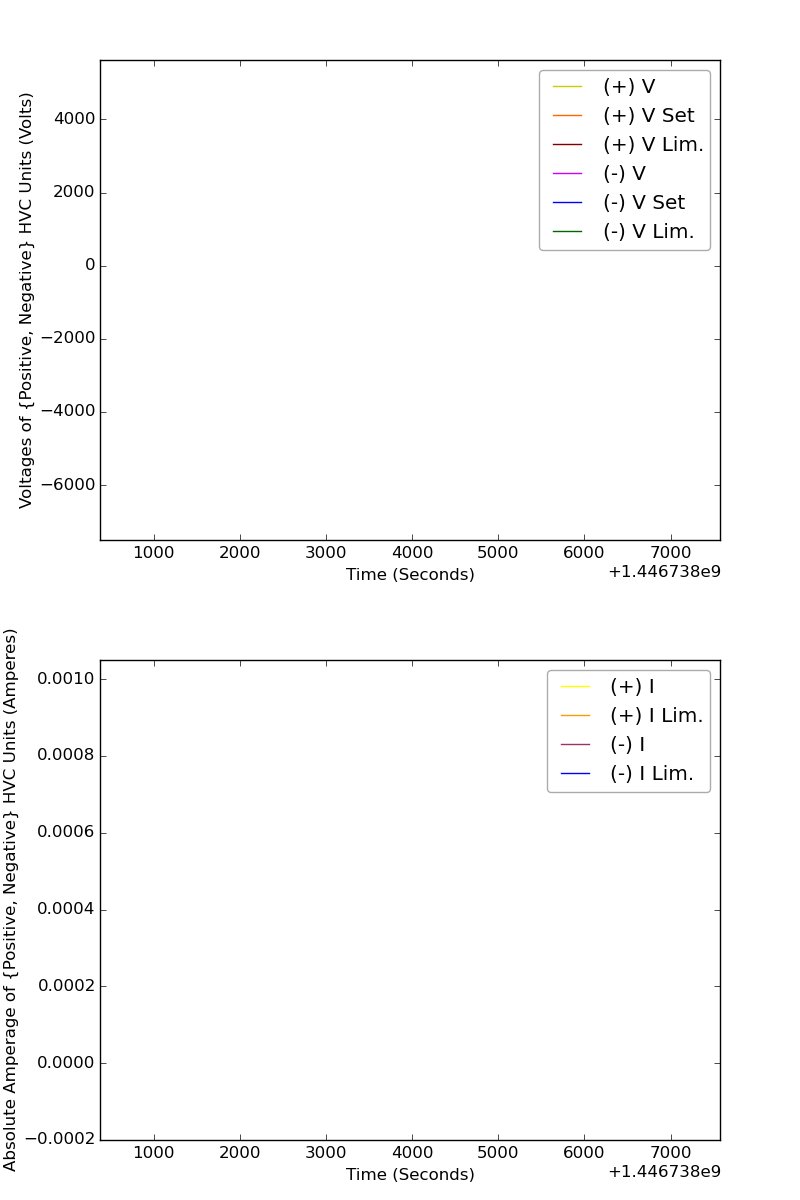 Voltages of {Positive, Negative} HVC Units (Volts)
4000
2000
0
−2000
−4000
−6000
(+) V
(+) V Set
(+) V Lim.
(-) V
(-) V Set
(-) V Lim.
1000 2000 3000 4000 5000 6000 7000
Time (Seconds)
+1.446738e9
Absolute Amperage of {Positive, Negative} HVC Units (Amperes)
0.0010
0.0008
0.0006
0.0004
0.0002
0.0000
−0.0002
(+) I
(+) I Lim.
(-) I
(-) I Lim.
1000 2000 3000 4000 5000 6000 7000
Time (Seconds)
+1.446738e9